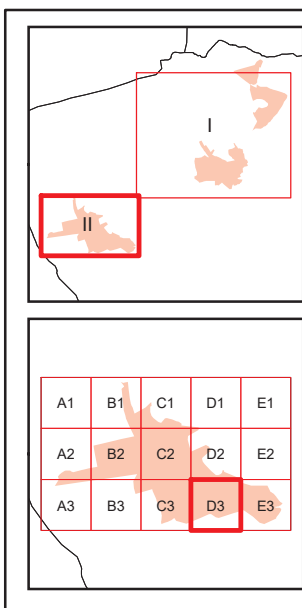 I
II
A1 B1 C1 D1 E1
A2 B2 C2 D2 E2
A3 B3 C3 D3 E3